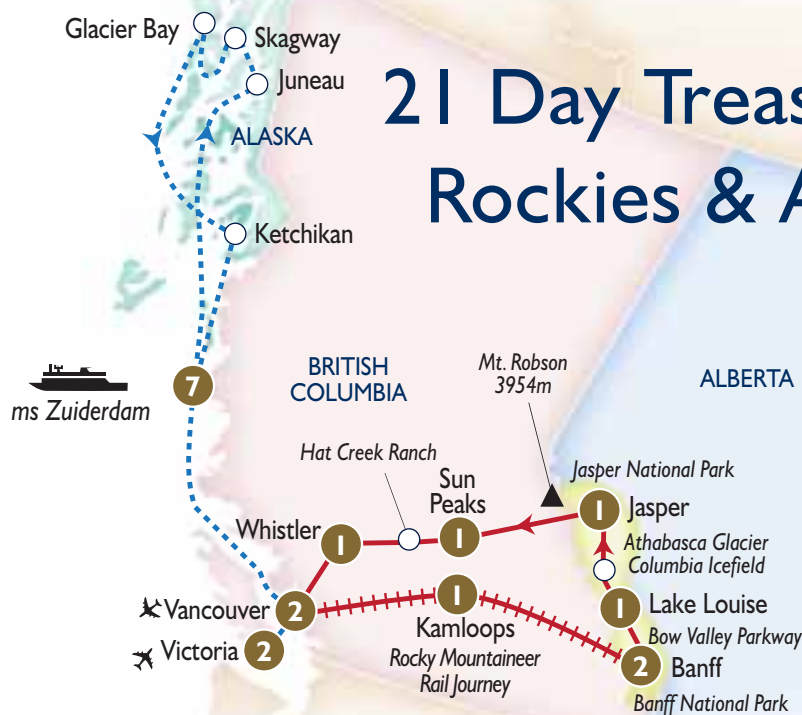 Glacier Bay
Skagway
Juneau
21 Day Treas
Rockies & A
ALASKA
Ketchikan
7
ms Zuiderdam
BRITISH
COLUMBIA
Mt. Robson
3954m
ALBERTA
Hat Creek Ranch
Sun
Peaks
1
Jasper National Park
1
Jasper
Whistler
1
Athabasca Glacier
Columbia Icefield
Vancouver
2
1
Kamloops
Rocky Mountaineer
Rail Journey
1
Lake Louise
Bow Valley Parkway
Victoria
2
2
Banff
Banff National Park